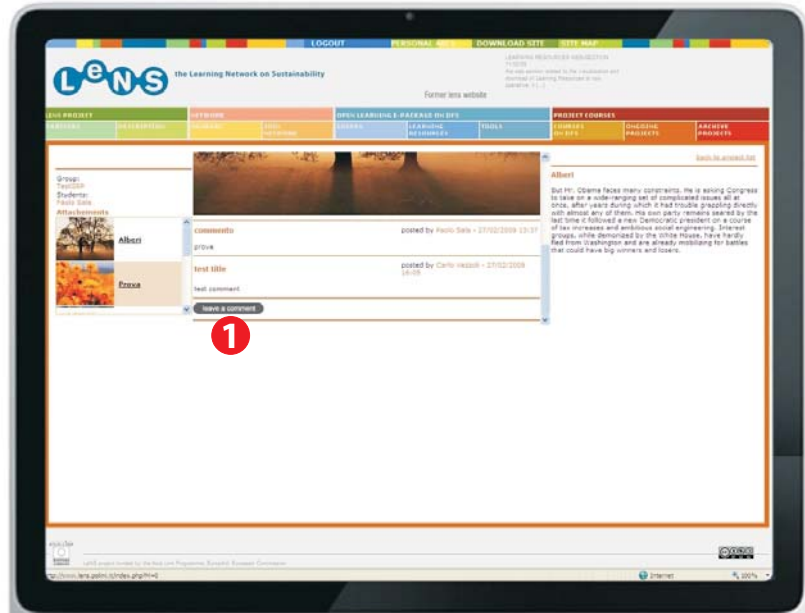 LOGOUT
PERSONAL AREA
DOWNLOAD SITE
SITE MAP
LeNS
the Learning Network on Sustainability
Former lens website
LENS PROJECT
NETWORK
OPEN LEARNING E-PACKAGE ON DFS
PROJECT COURSES
PARTNERS
DESCRIPTION
LENDERS
LEARNING
RESOURCES
TOOLS
COURSES
ON DFS
ONGOING
PROJECTS
ARCHIVE
PROJECTS
back to project list
Group:
Students:
Paolo Sala
Attachements
Alberi
Prova
commento
posted by Paolo Sala - 27/02/2009 15:37
prova
test title
posted by Carlo Vezzoli - 27/02/2009
16:09
test comment
leave a comment
1
Alberi
But Mr. Obama faces many constraints. He is asking Congress
to take on a wide-ranging set of complicated issues all at
once, after years during which it had trouble grappling directly
with almost any of them. His own party remains seared by the
last time it followed a new Democratic president on a course
of tax increases and ambitious social engineering. Interest
groups, while demonized by the White House, have hardly
fled from Washington and are already mobilizing for battles
that could have big winners and losers.
Internet
100%